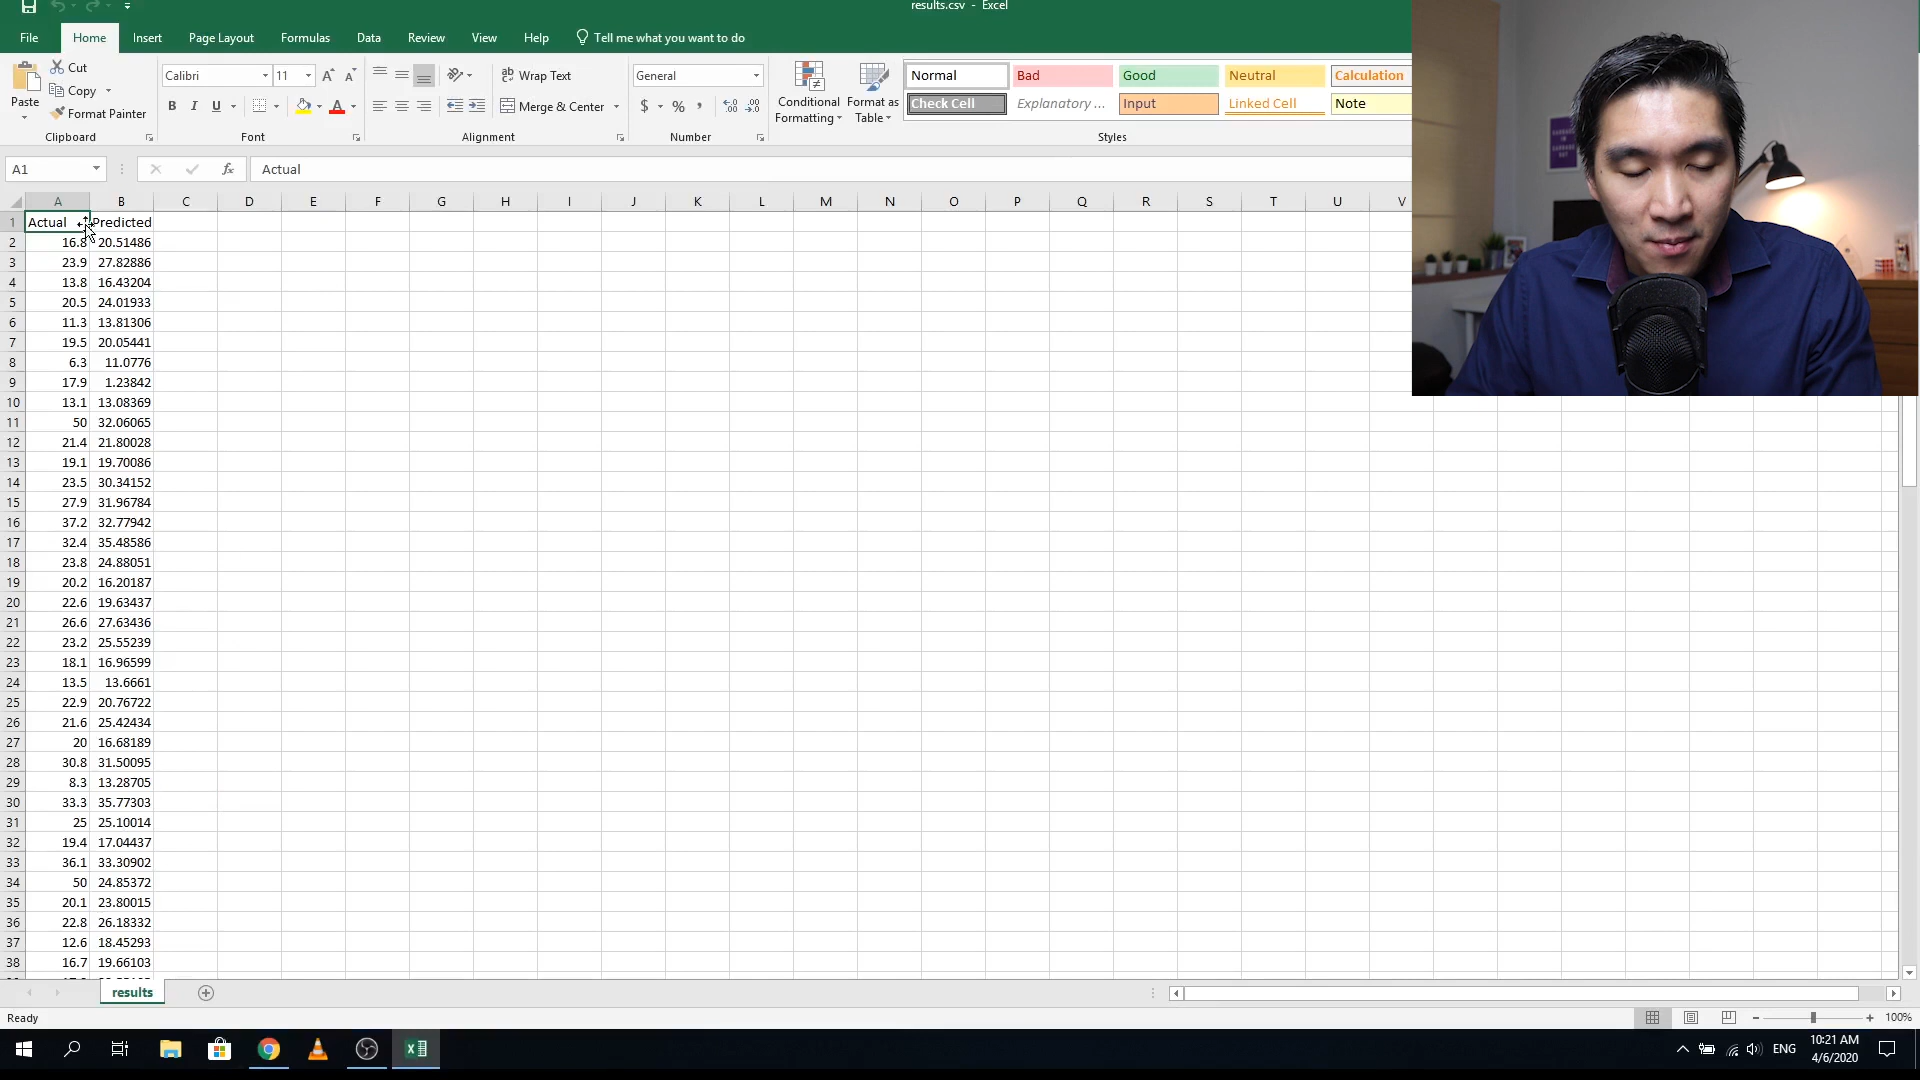 results.csv - Excel
File Home Insert Page Layout Formulas Data Review View Help Tell me what you want to do
Paste
Cut
Copy
Format Painter
Clipboard
Calibri 11
B I U
Font
Wrap Text
Merge & Center
Alignment
General
$ % ,
Number
Conditional Formatting
Format as Table
Normal Bad Good Neutral Calculation
Check Cell Explanatory ... Input Linked Cell Note
Styles
A1 fx Actual
A B C D E F G H I J K L M N O P Q R S T U V
1 Actual Predicted
2 16.8 20.51486
3 23.9 27.82886
4 13.8 16.43204
5 20.5 24.01933
6 11.3 13.81306
7 19.5 20.05441
8 6.3 11.0776
9 17.9 1.23842
10 13.1 13.08369
11 50 32.06065
12 21.4 21.80028
13 19.1 19.70086
14 23.5 30.34152
15 27.9 31.96784
16 37.2 32.77942
17 32.4 35.48586
18 23.8 24.88051
19 20.2 16.20187
20 22.6 19.63437
21 26.6 27.63436
22 23.2 25.55239
23 18.1 16.96599
24 13.5 13.6661
25 22.9 20.76722
26 21.6 25.42434
27 20 16.68189
28 30.8 31.50095
29 8.3 13.28705
30 33.3 35.77303
31 25 25.10014
32 19.4 17.04437
33 36.1 33.30902
34 50 24.85372
35 20.1 23.80015
36 22.8 26.18332
37 12.6 18.45293
38 16.7 19.66103
results
Ready
100%
ENG
10:21 AM
4/6/2020